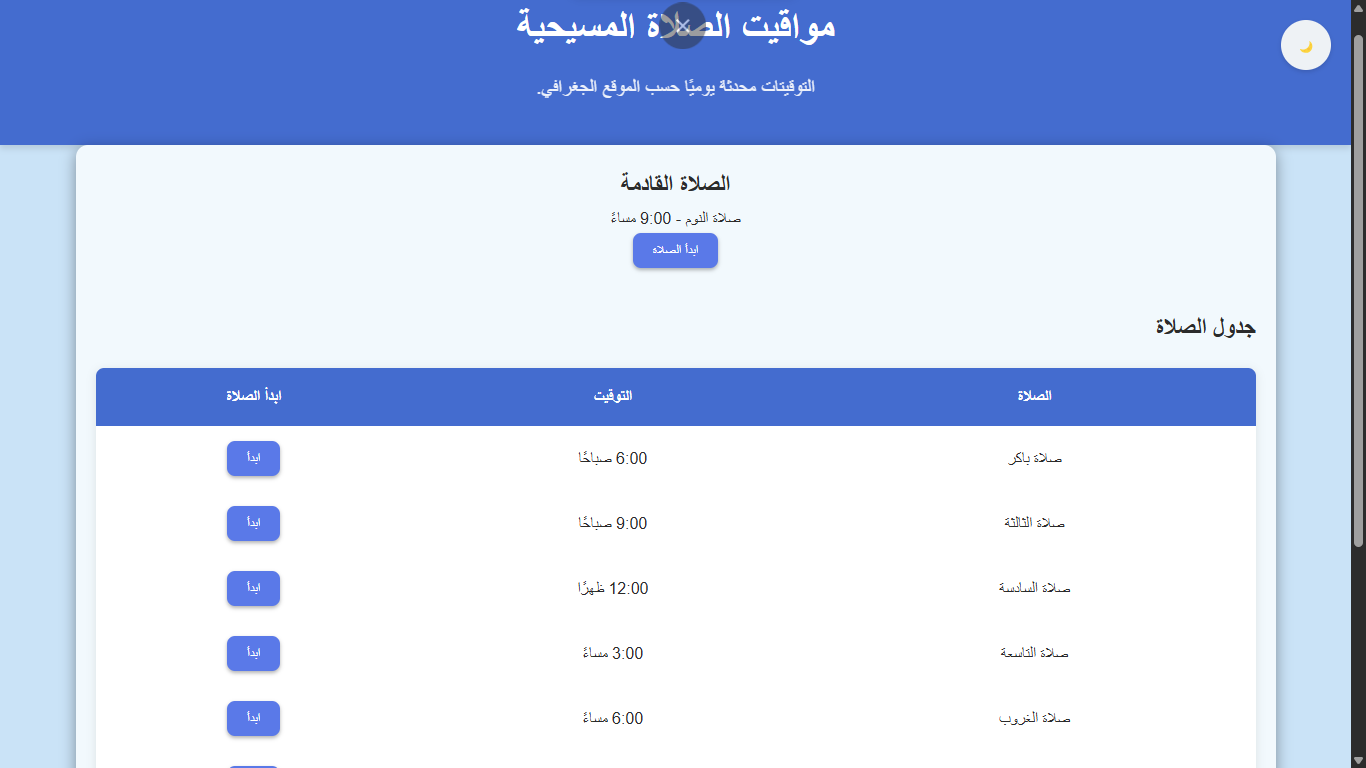 مواقيت الصلاة المسيحية
التوقيتات محدثة يوميًا حسب الموقع الجغرافي.
الصلاة القادمة
صلاة النوم - 9:00 مساءً
ابدأ الصلاه
جدول الصلاة
الصلاة التوقيت ابدأ الصلاة
صلاة باكر 6:00 صباحًا ابدأ
صلاة الثالثة 9:00 صباحًا ابدأ
صلاة السادسة 12:00 ظهرًا ابدأ
صلاة التاسعة 3:00 مساءً ابدأ
صلاة الغروب 6:00 مساءً ابدأ